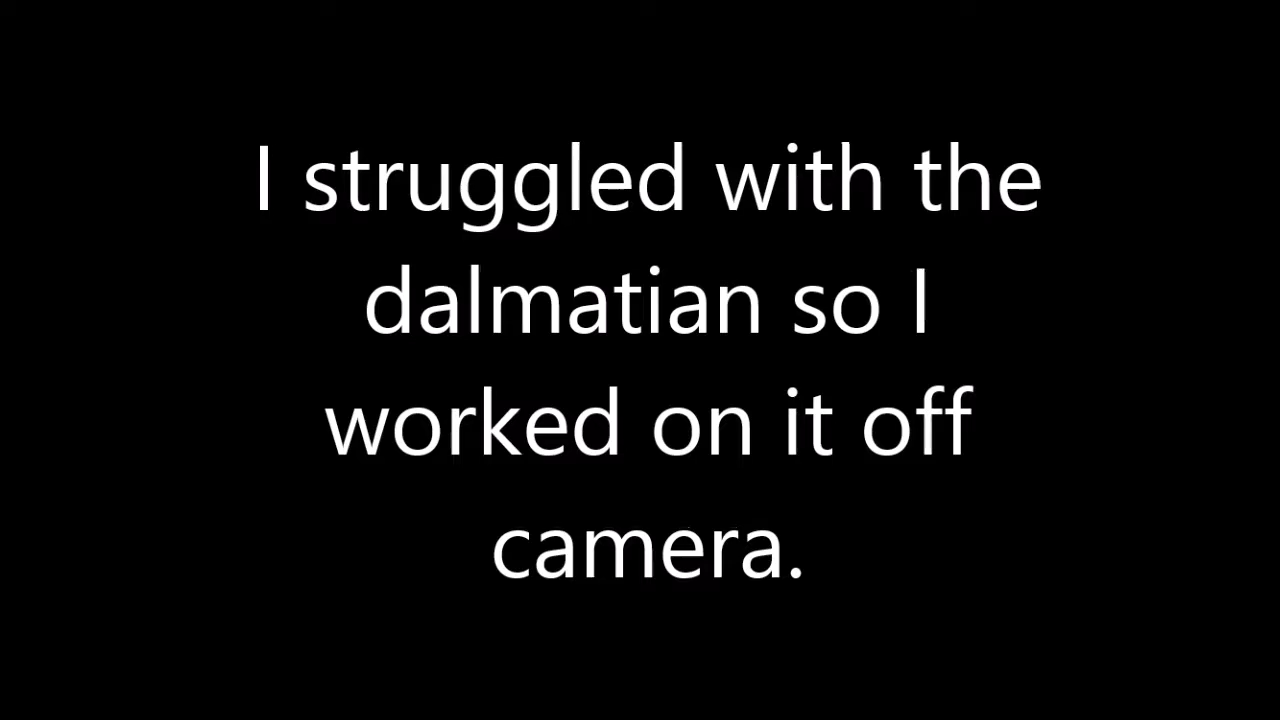 I struggled with the
dalmatian so I
worked on it off
camera.